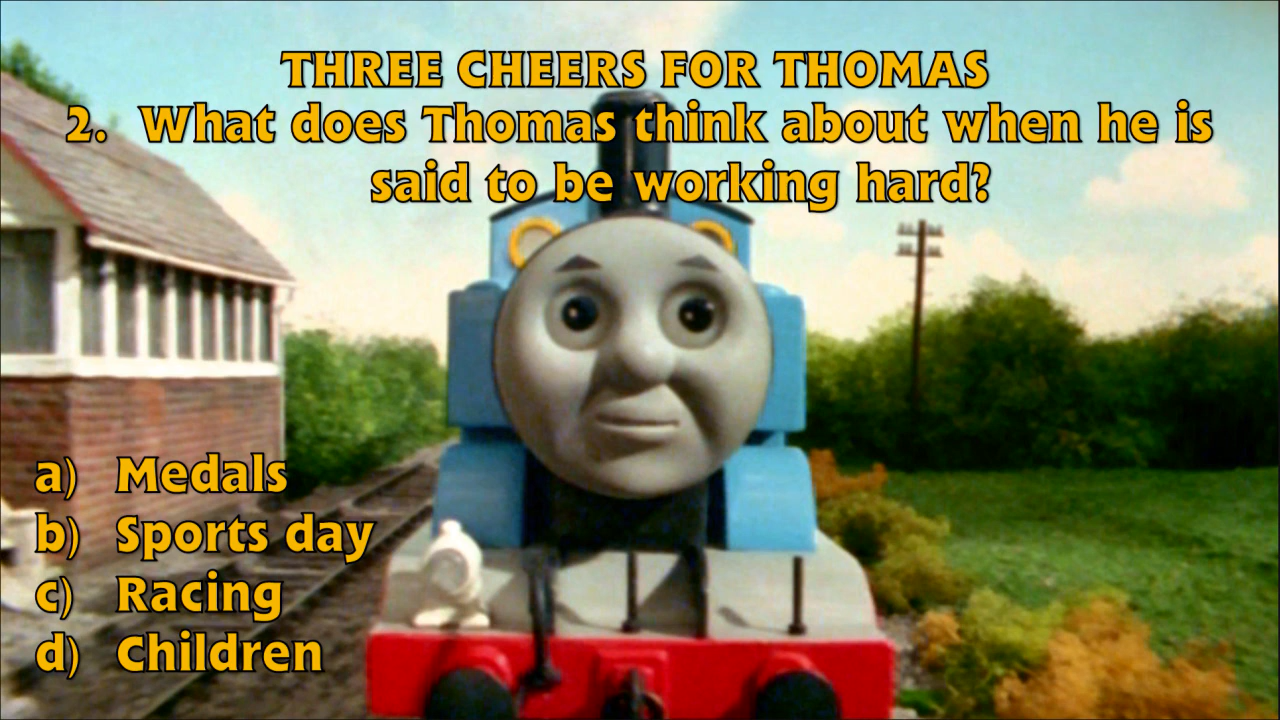 THREE CHEERS FOR THOMAS
2. What does Thomas think about when he is
said to be working hard?
a) Medals
b) Sports day
c) Racing
d) Children